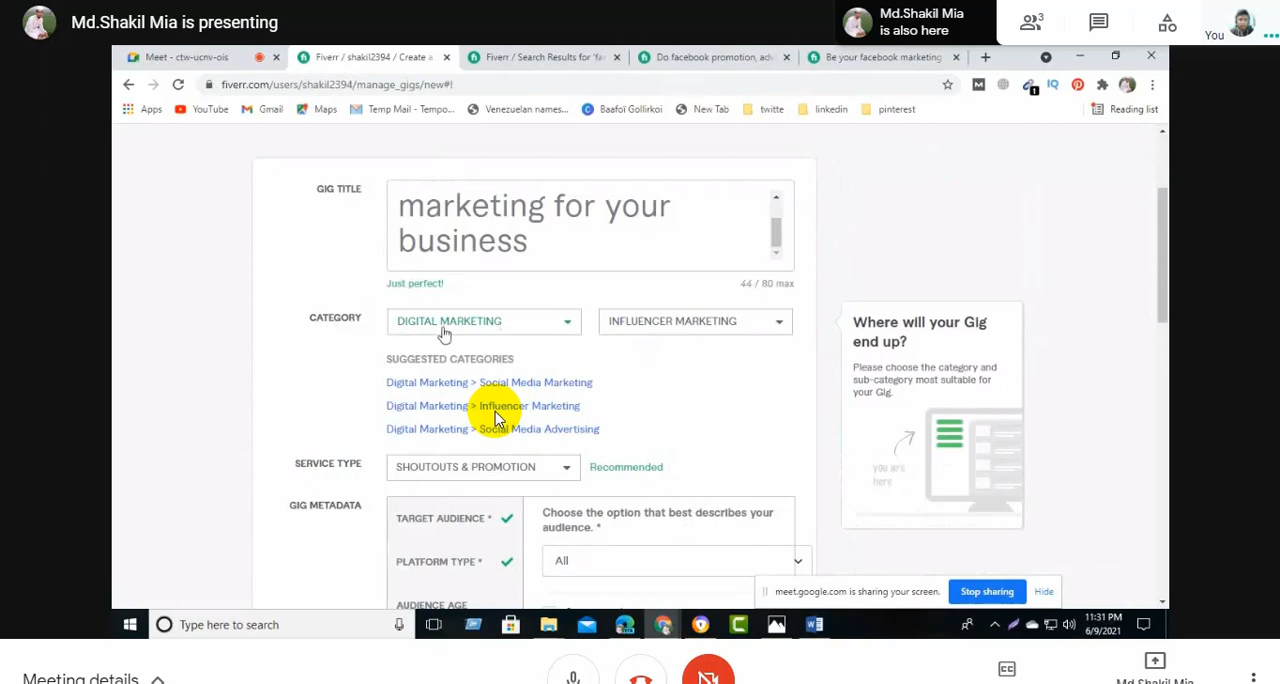 Md.Shakil Mia is presenting
Md.Shakil Mia
is also here
3
You
Meet - ctw-ucnv-ois
Fiverr / shakil2394 / Create a
Fiverr / Search Results for 'fa
Do facebook promotion, adv
Be your facebook marketing
fiverr.com/users/shakil2394/manage_gigs/new#!
Apps
YouTube
Gmail
Maps
Temp Mail - Tempo...
Venezuelan names...
Baafoi Gollirkoi
New Tab
twitte
linkedin
pinterest
Reading list
GIG TITLE
marketing for your
business
Just perfect!
44 / 80 max
CATEGORY
DIGITAL MARKETING
INFLUENCER MARKETING
SUGGESTED CATEGORIES
Digital Marketing > Social Media Marketing
Digital Marketing > Influencer Marketing
Digital Marketing > Social Media Advertising
SERVICE TYPE
SHOUTOUTS & PROMOTION
Recommended
GIG METADATA
TARGET AUDIENCE *
PLATFORM TYPE *
AUDIENCE AGE
Choose the option that best describes your
audience. *
All
Where will your Gig
end up?
Please choose the category and
sub-category most suitable for
your Gig.
you are
here
meet.google.com is sharing your screen.
Stop sharing
Hide
Type here to search
11:31 PM
6/9/2021
Meeting details
Md.Shakil Mia